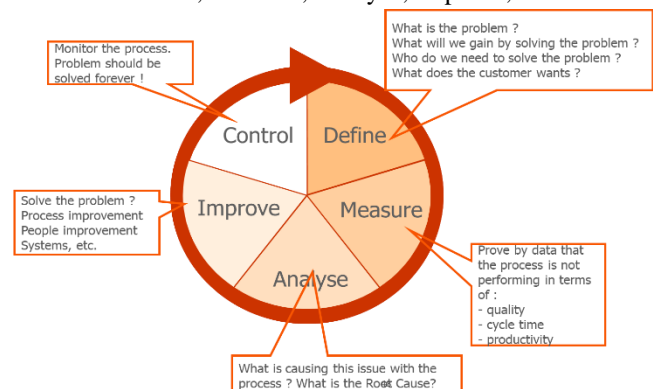 What is the problem ?
What will we gain by solving the problem ?
Who do we need to solve the problem ?
What does the customer wants ?
Monitor the process.
Problem should be
solved forever !
Control
Define
Solve the problem ?
Process improvement
People improvement
Systems, etc.
Improve
Measure
Prove by data that
the process is not
performing in terms
of :
- quality
- cycle time
- productivity
Analyse
What is causing this issue with the
process ? What is the Root Cause?